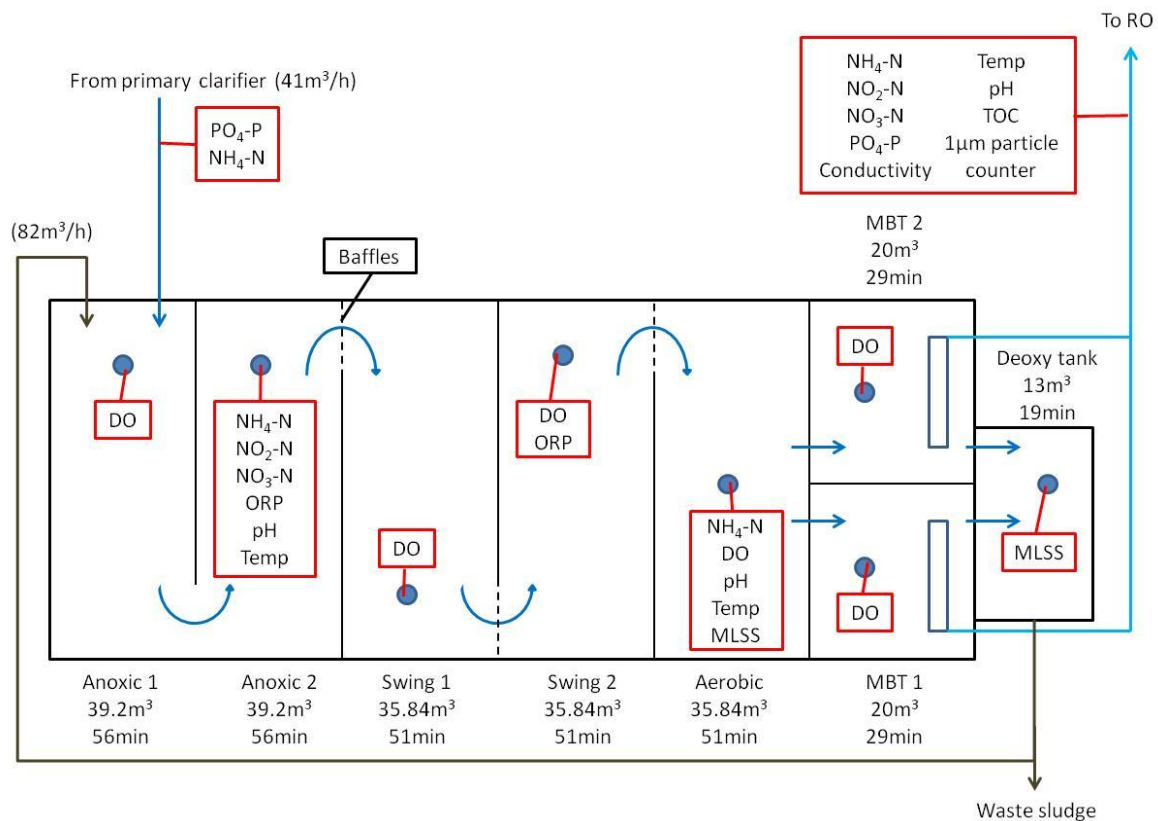 To RO
From primary clarifier (41m³/h)
PO₄-P
NH₄-N
NH₄-N Temp
NO₂-N pH
NO₃-N TOC
PO₄-P 1µm particle
Conductivity counter
(82m³/h)
Baffles
MBT 2
20m³
29min
Deoxy tank
13m³
19min
DO
NH₄-N
NO₂-N
NO₃-N
ORP
pH
Temp
DO
DO
ORP
NH₄-N
DO
pH
Temp
MLSS
DO
DO
MLSS
Anoxic 1
39.2m³
56min
Anoxic 2
39.2m³
56min
Swing 1
35.84m³
51min
Swing 2
35.84m³
51min
Aerobic
35.84m³
51min
MBT 1
20m³
29min
Waste sludge